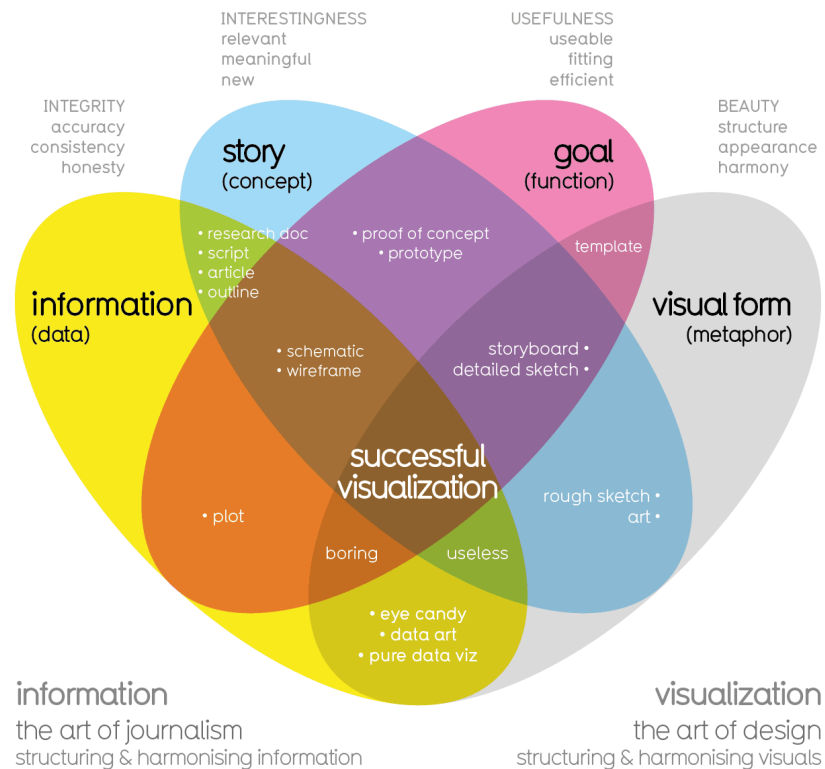 INTERESTINGNESS
relevant
meaningful
new
USEFULNESS
useable
fitting
efficient
INTEGRITY
accuracy
consistency
honesty
BEAUTY
structure
appearance
harmony
story
(concept)
goal
(function)
• research doc
• script
• article
• outline
• proof of concept
• prototype
template
information
(data)
visual form
(metaphor)
• schematic
• wireframe
storyboard •
detailed sketch •
successful
visualization
• plot
rough sketch •
art •
boring
useless
• eye candy
• data art
• pure data viz
information
the art of journalism
structuring & harmonising information
visualization
the art of design
structuring & harmonising visuals